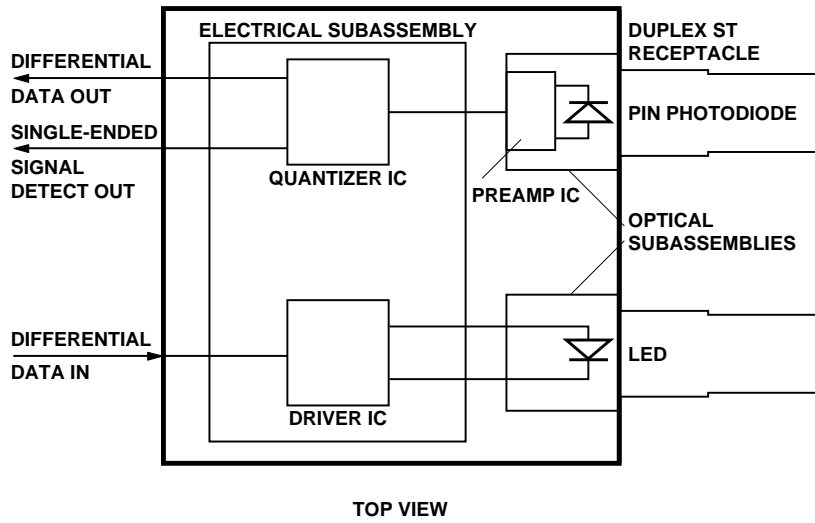 ELECTRICAL SUBASSEMBLY
DUPLEX ST
RECEPTACLE
DIFFERENTIAL
DATA OUT
SINGLE-ENDED
SIGNAL
DETECT OUT
QUANTIZER IC
PREAMP IC
PIN PHOTODIODE
OPTICAL
SUBASSEMBLIES
DIFFERENTIAL
DATA IN
DRIVER IC
LED
TOP VIEW